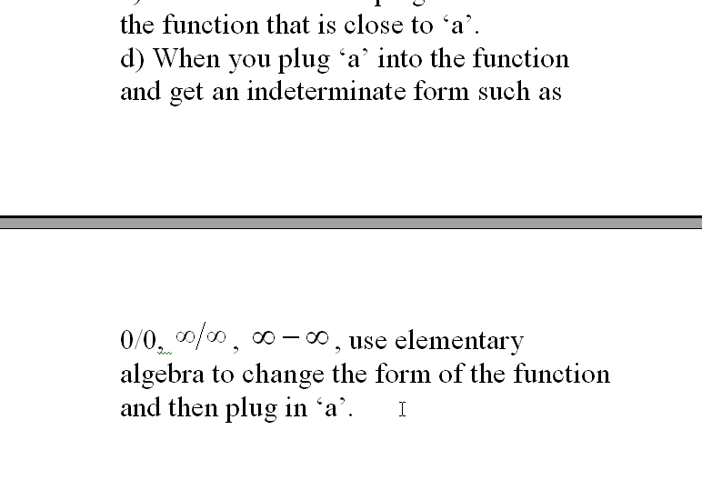 the function that is close to ‘a’.
d) When you plug ‘a’ into the function
and get an indeterminate form such as
0/0, ∞/∞, ∞−∞, use elementary
algebra to change the form of the function
and then plug in ‘a’.